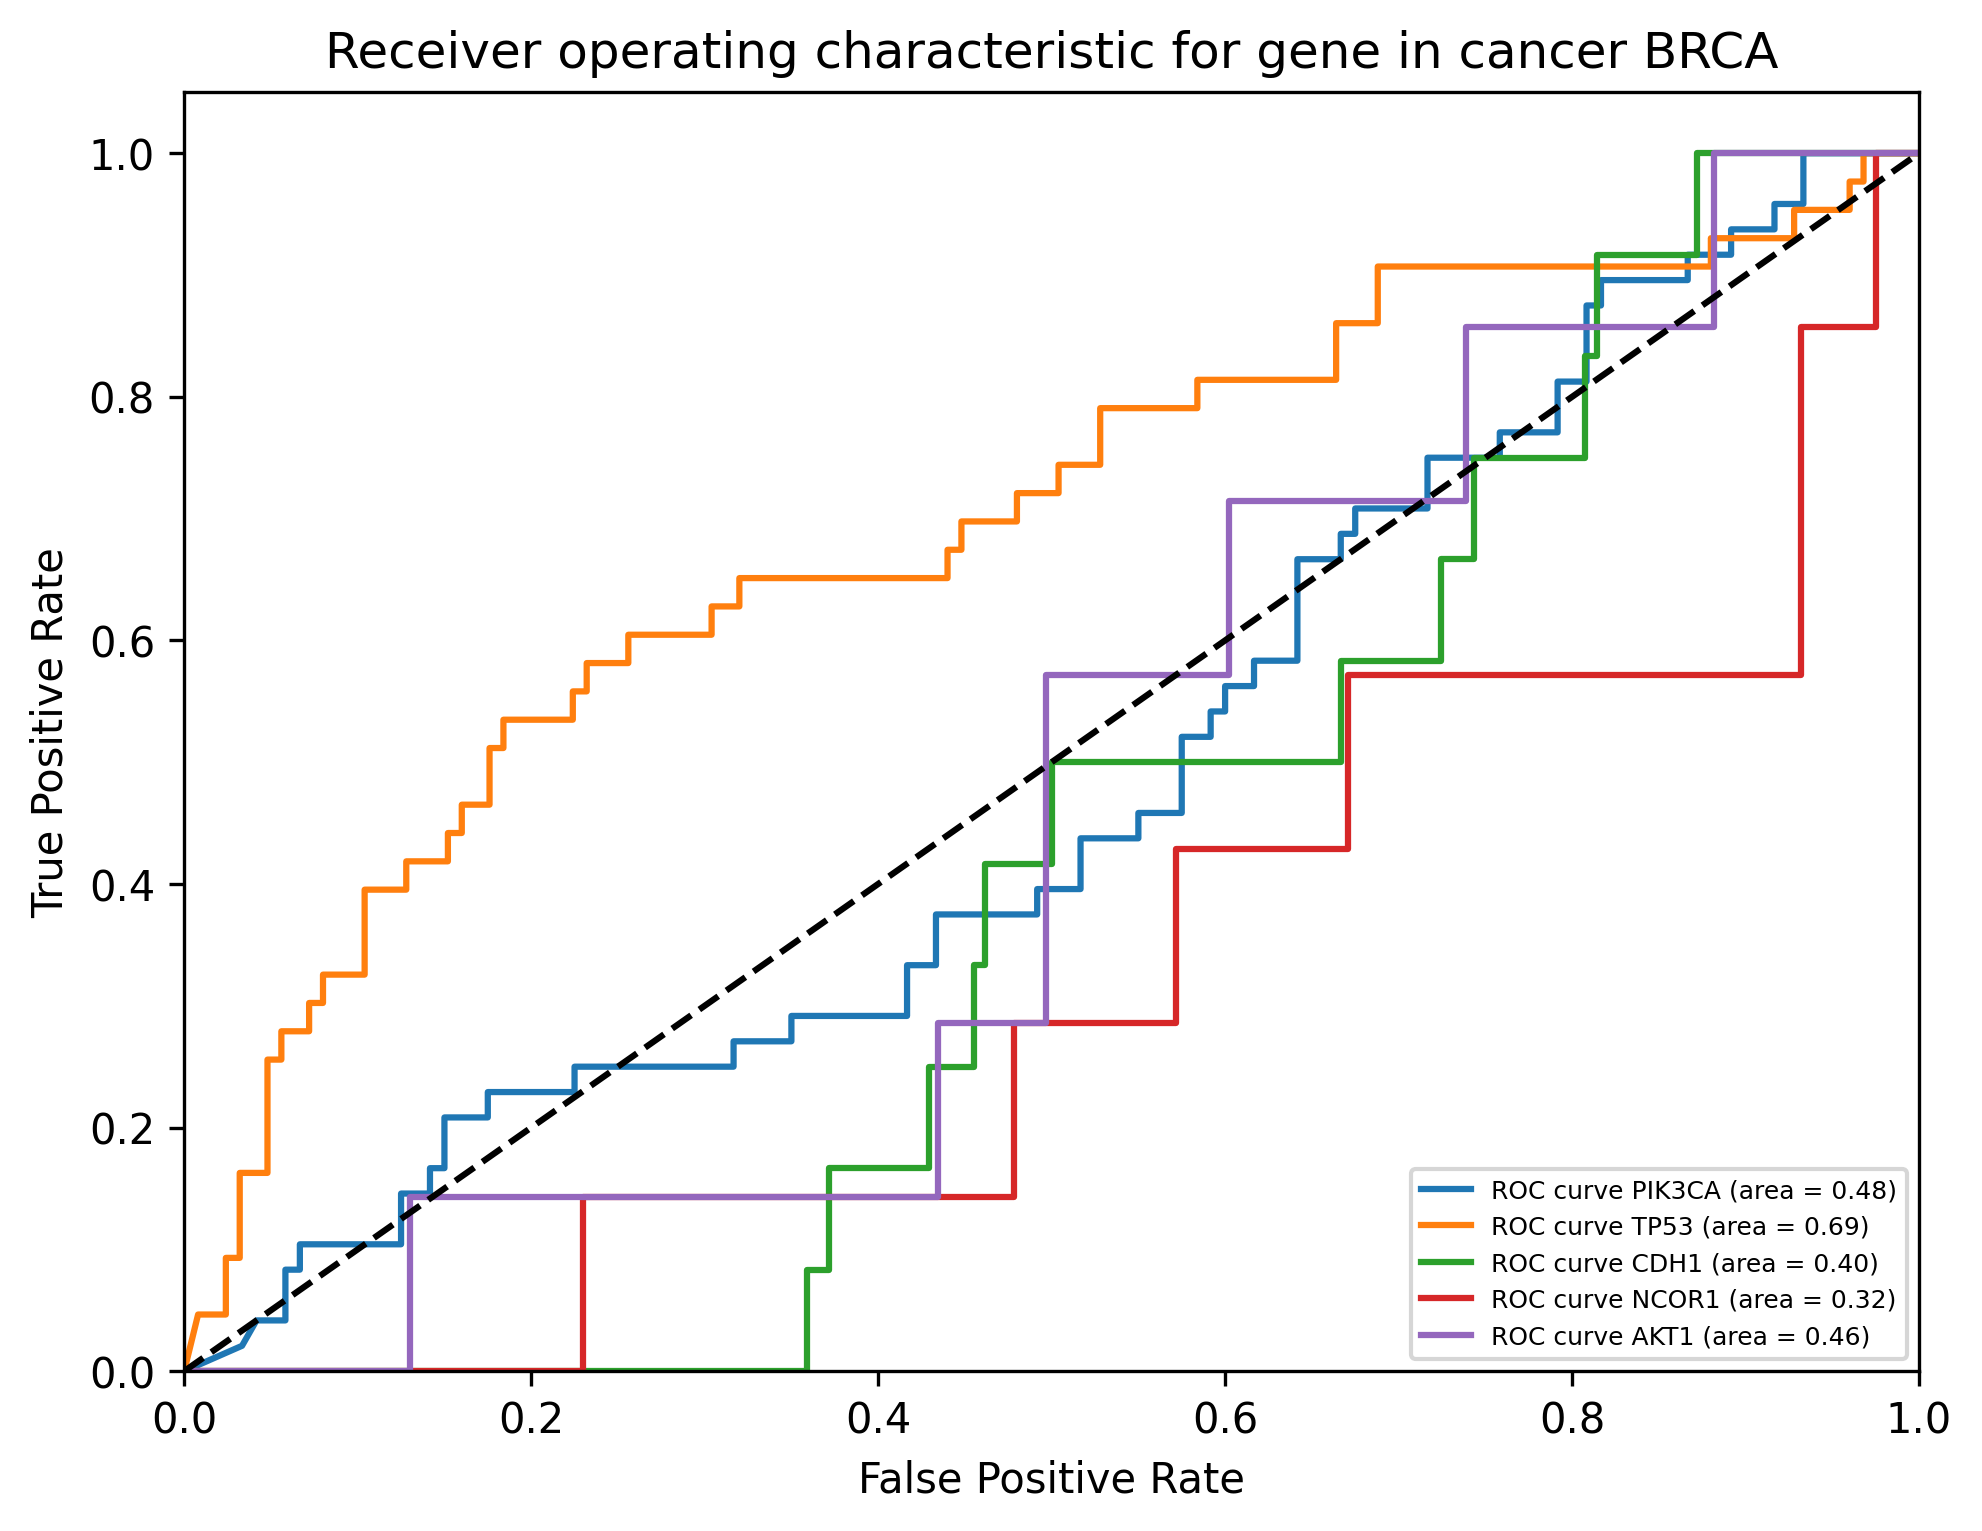 Receiver operating characteristic for gene in cancer BRCA
True Positive Rate
1.0
0.8
0.6
0.4
0.2
0.0
0.0 0.2 0.4 0.6 0.8 1.0
False Positive Rate
ROC curve PIK3CA (area = 0.48)
ROC curve TP53 (area = 0.69)
ROC curve CDH1 (area = 0.40)
ROC curve NCOR1 (area = 0.32)
ROC curve AKT1 (area = 0.46)